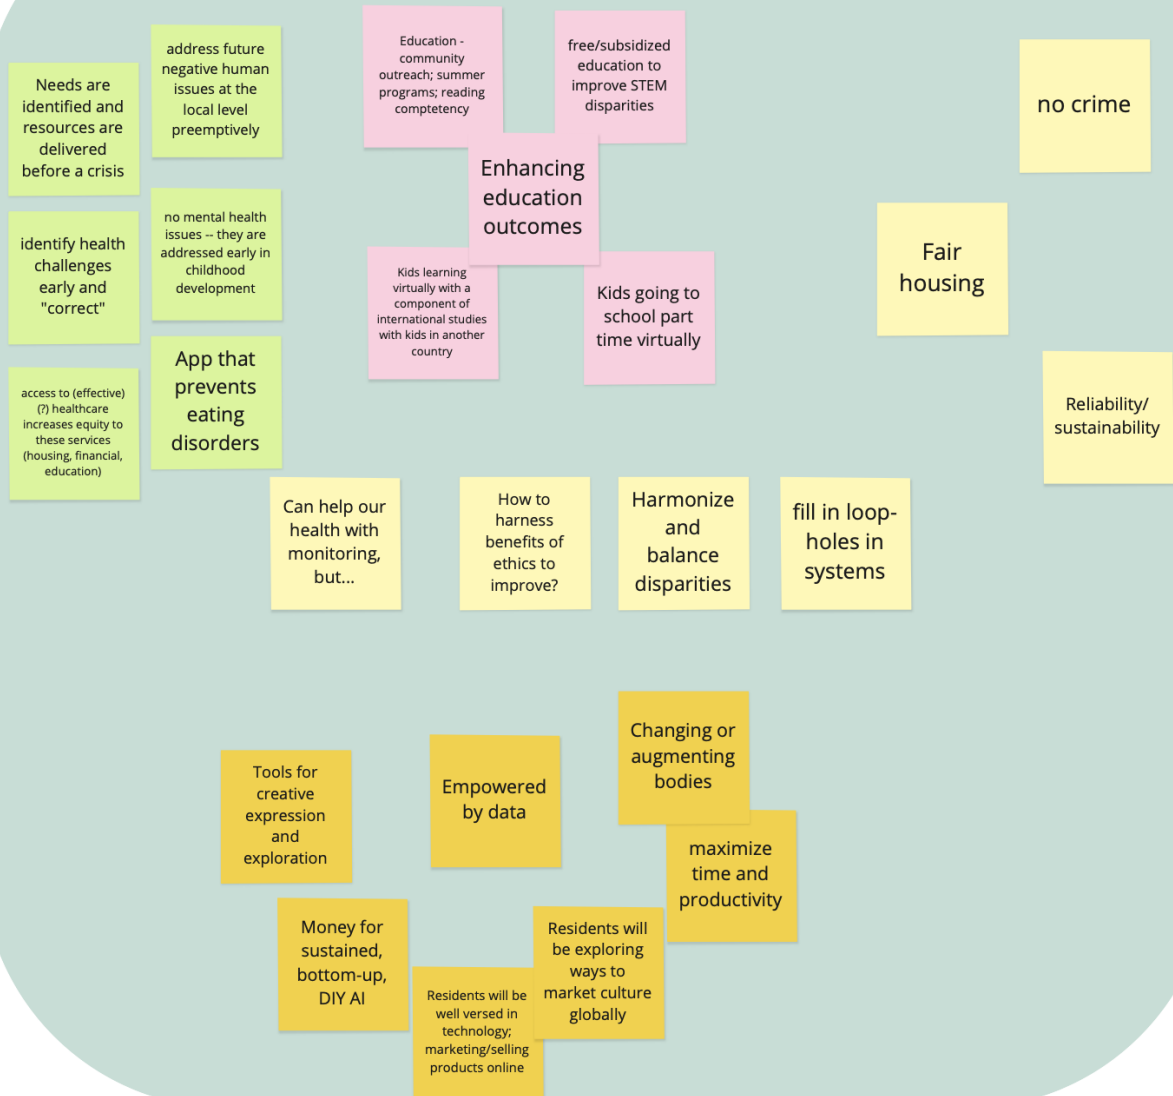 Needs are
identified and
resources are
delivered
before a crisis
address future
negative human
issues at the
local level
preemptively
identify health
challenges
early and
"correct"
no mental health
issues -- they are
addressed early in
childhood
development
access to (effective)
(?) healthcare
increases equity to
these services
(housing, financial,
education)
App that
prevents
eating
disorders
Education -
community
outreach; summer
programs; reading
comptetency
free/subsidized
education to
improve STEM
disparities
Enhancing
education
outcomes
Kids learning
virtually with a
component of
international studies
with kids in another
country
Kids going to
school part
time virtually
no crime
Fair
housing
Reliability/
sustainability
Can help our
health with
monitoring,
but...
How to
harness
benefits of
ethics to
improve?
Harmonize
and
balance
disparities
fill in loop-
holes in
systems
Tools for
creative
expression
and
exploration
Empowered
by data
Changing or
augmenting
bodies
maximize
time and
productivity
Money for
sustained,
bottom-up,
DIY AI
Residents will be
well versed in
technology;
marketing/selling
products online
Residents will
be exploring
ways to
market culture
globally